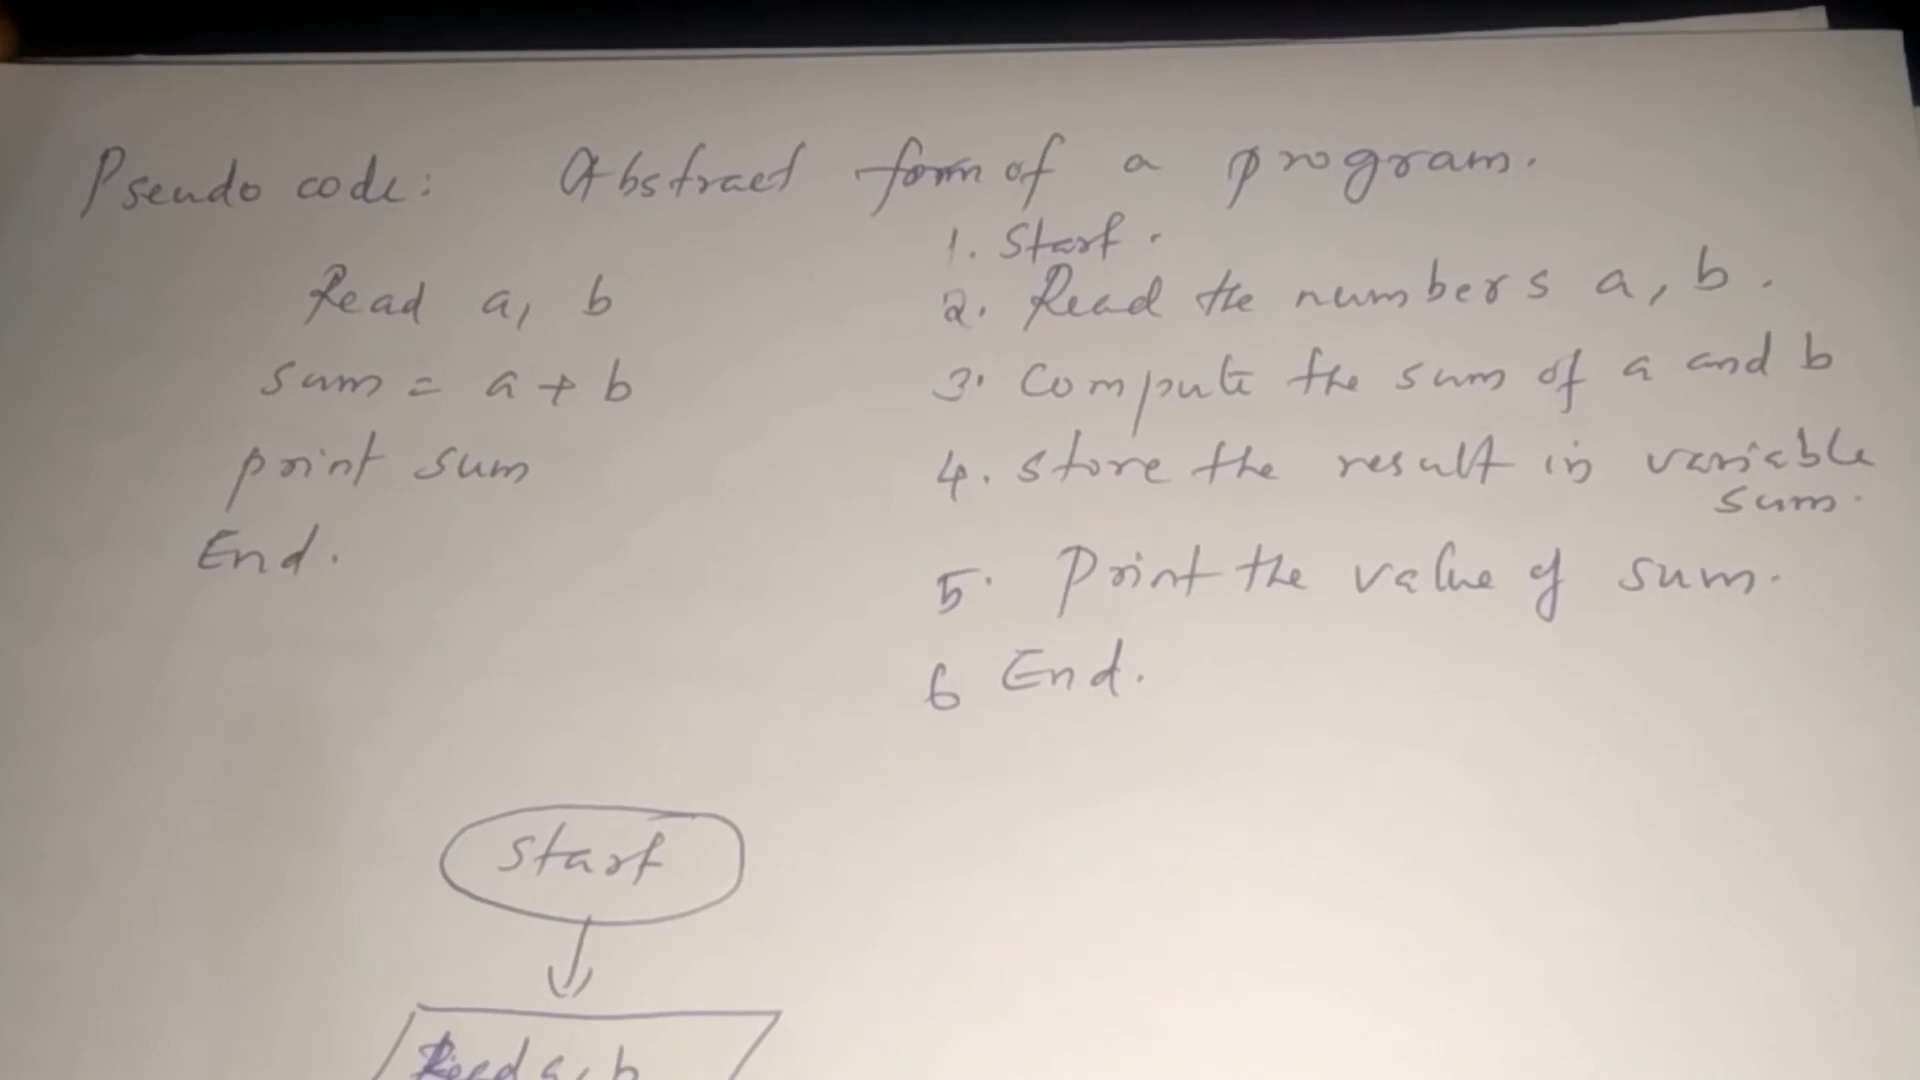 Pseudo code: Abstract form of a program.
Read a, b
sum = a + b
print sum
End.
1. Start.
2. Read the numbers a, b.
3. Compute the sum of a and b
4. Store the result in variable
sum.
5. Print the value of sum.
6 End.
Start
Read a, b